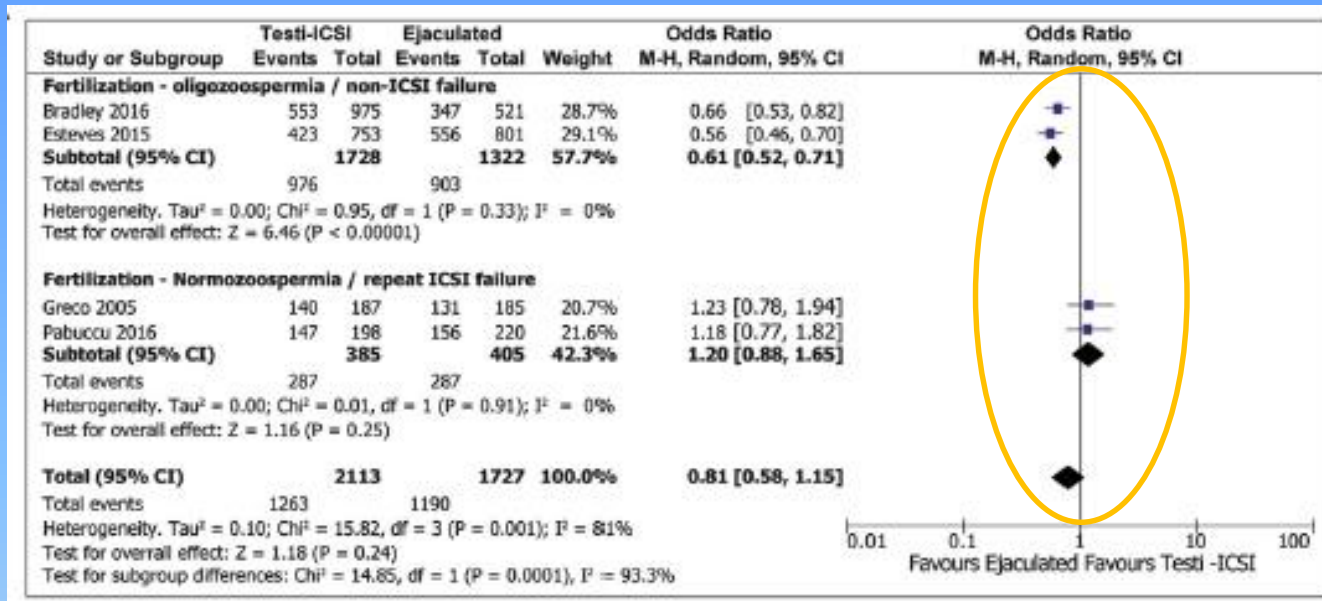 Testi-ICSI Ejaculated Odds Ratio Odds Ratio
Study or Subgroup Events Total Events Total Weight M-H, Random, 95% CI M-H, Random, 95% CI
Fertilization - oligozoospermia / non-ICSI failure
Bradley 2016 553 975 347 521 28.7% 0.66 [0.53, 0.82]
Esteves 2015 423 753 556 801 29.1% 0.56 [0.46, 0.70]
Subtotal (95% CI) 1728 1322 57.7% 0.61 [0.52, 0.71]
Total events 976 903
Heterogeneity. Tau² = 0.00; Chi² = 0.95, df = 1 (P = 0.33); I² = 0%
Test for overall effect: Z = 6.46 (P < 0.00001)
Fertilization - Normozoospermia / repeat ICSI failure
Greco 2005 140 187 131 185 20.7% 1.23 [0.78, 1.94]
Pabuccu 2016 147 198 156 220 21.6% 1.18 [0.77, 1.82]
Subtotal (95% CI) 385 405 42.3% 1.20 [0.88, 1.65]
Total events 287 287
Heterogeneity. Tau² = 0.00; Chi² = 0.01, df = 1 (P = 0.91); I² = 0%
Test for overall effect: Z = 1.16 (P = 0.25)
Total (95% CI) 2113 1727 100.0% 0.81 [0.58, 1.15]
Total events 1263 1190
Heterogeneity. Tau² = 0.10; Chi² = 15.82, df = 3 (P = 0.001); I² = 81%
Test for overrall effect: Z = 1.18 (P = 0.24)
Test for subgroup differences: Chi² = 14.85, df = 1 (P = 0.0001), I² = 93.3%
0.01 0.1 1 10 100
Favours Ejaculated Favours Testi -ICSI